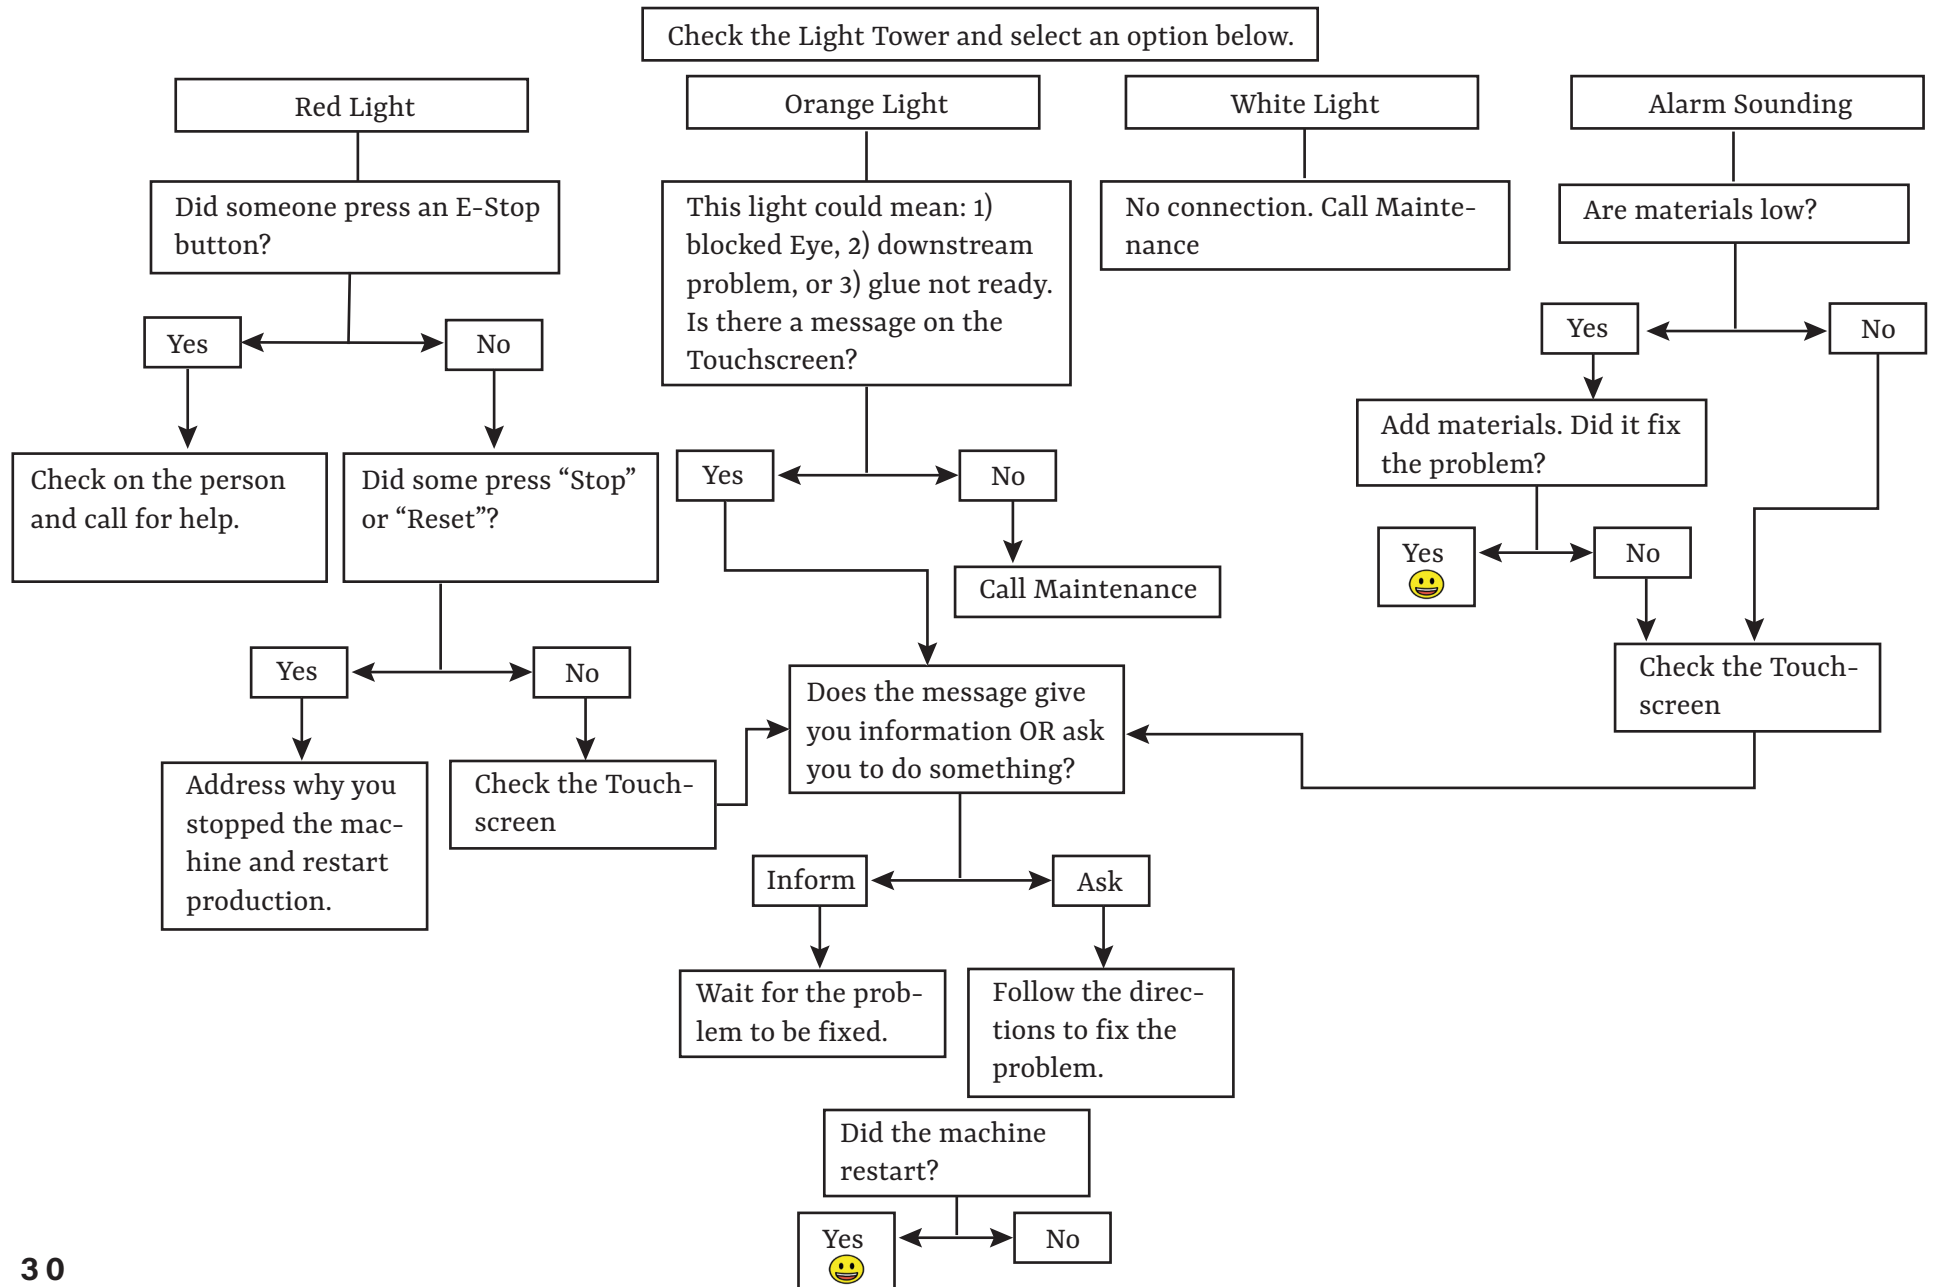 Check the Light Tower and select an option below.
Red Light
Orange Light
White Light
Alarm Sounding
Did someone press an E-Stop
button?
This light could mean: 1)
blocked Eye, 2) downstream
problem, or 3) glue not ready.
Is there a message on the
Touchscreen?
No connection. Call Mainte-
nance
Are materials low?
Yes
No
Yes
No
Check on the person
and call for help.
Did some press “Stop”
or “Reset”?
Yes
No
Add materials. Did it fix
the problem?
Call Maintenance
Yes
No
Yes
No
Does the message give
you information OR ask
you to do something?
Check the Touch-
screen
Address why you
stopped the mac-
hine and restart
production.
Check the Touch-
screen
Inform
Ask
Wait for the prob-
lem to be fixed.
Follow the direc-
tions to fix the
problem.
Did the machine
restart?
Yes
No
30